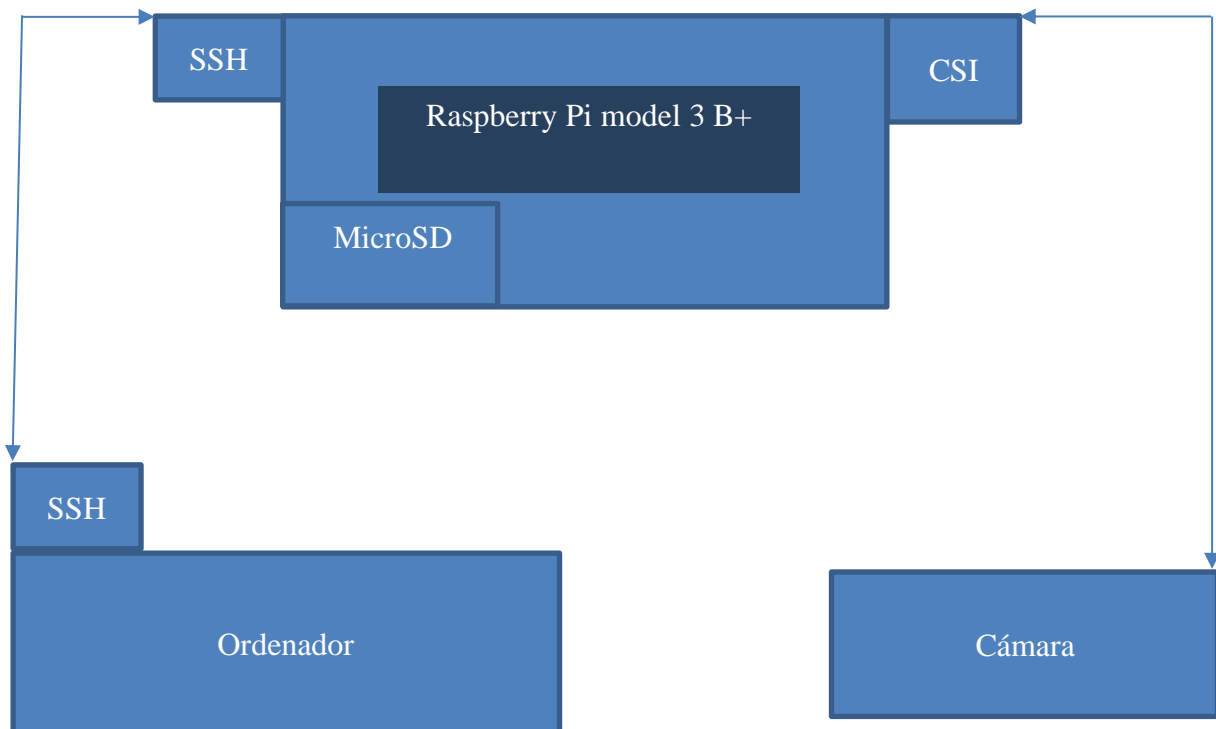 SSH
CSI
Raspberry Pi model 3 B+
MicroSD
SSH
Ordenador
Cámara